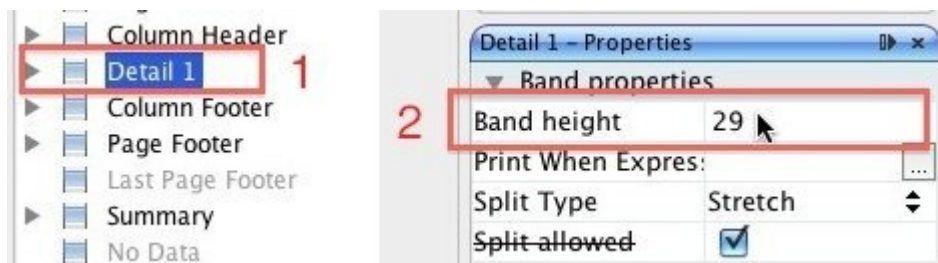 Column Header
Detail 1
1
Column Footer
Page Footer
Last Page Footer
Summary
No Data
Detail 1 – Properties
Band properties
2
Band height 29
Print When Express
...
Split Type Stretch
Split allowed